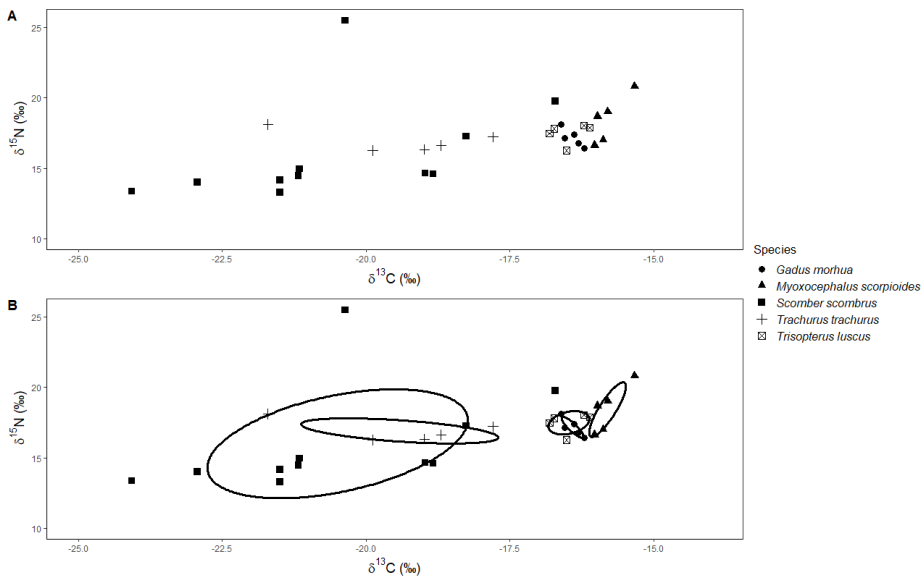 A
25
20
15
10
δ15N (‰)
-25.0
-22.5
-20.0
-17.5
-15.0
δ13C (‰)
Species
Gadus morhua
Myoxocephalus scorpioides
Scomber scombrus
Trachurus trachurus
Trisopterus luscus
B
25
20
15
10
δ15N (‰)
-25.0
-22.5
-20.0
-17.5
-15.0
δ13C (‰)